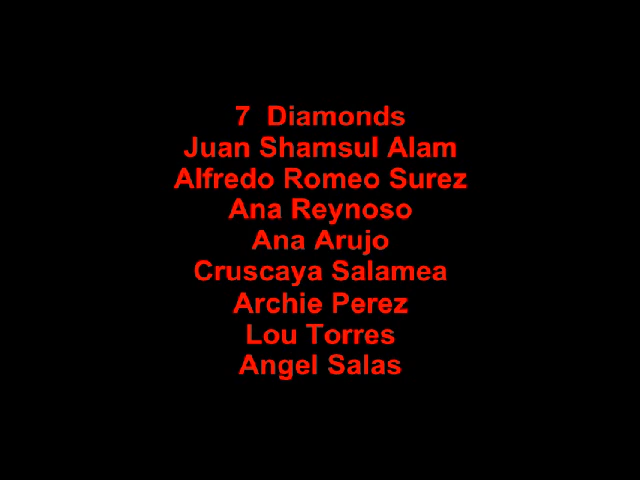 7  Diamonds
Juan Shamsul Alam
Alfredo Romeo Surez
Ana Reynoso
Ana Arujo
Cruscaya Salamea
Archie Perez
Lou Torres
Angel Salas